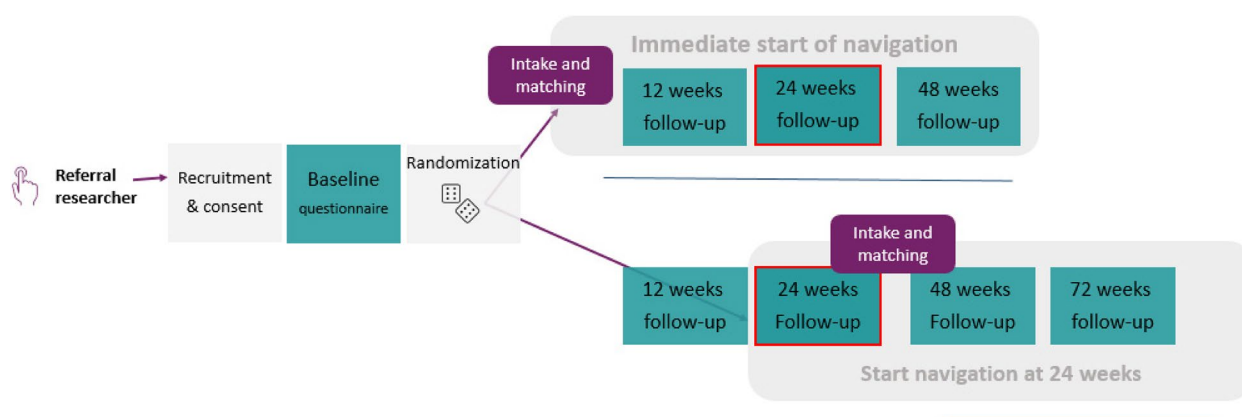 Referral
researcher
Recruitment
& consent
Baseline
questionnaire
Randomization
Intake and
matching
Immediate start of navigation
12 weeks
follow-up
24 weeks
follow-up
48 weeks
follow-up
Intake and
matching
12 weeks
follow-up
24 weeks
Follow-up
48 weeks
Follow-up
72 weeks
follow-up
Start navigation at 24 weeks